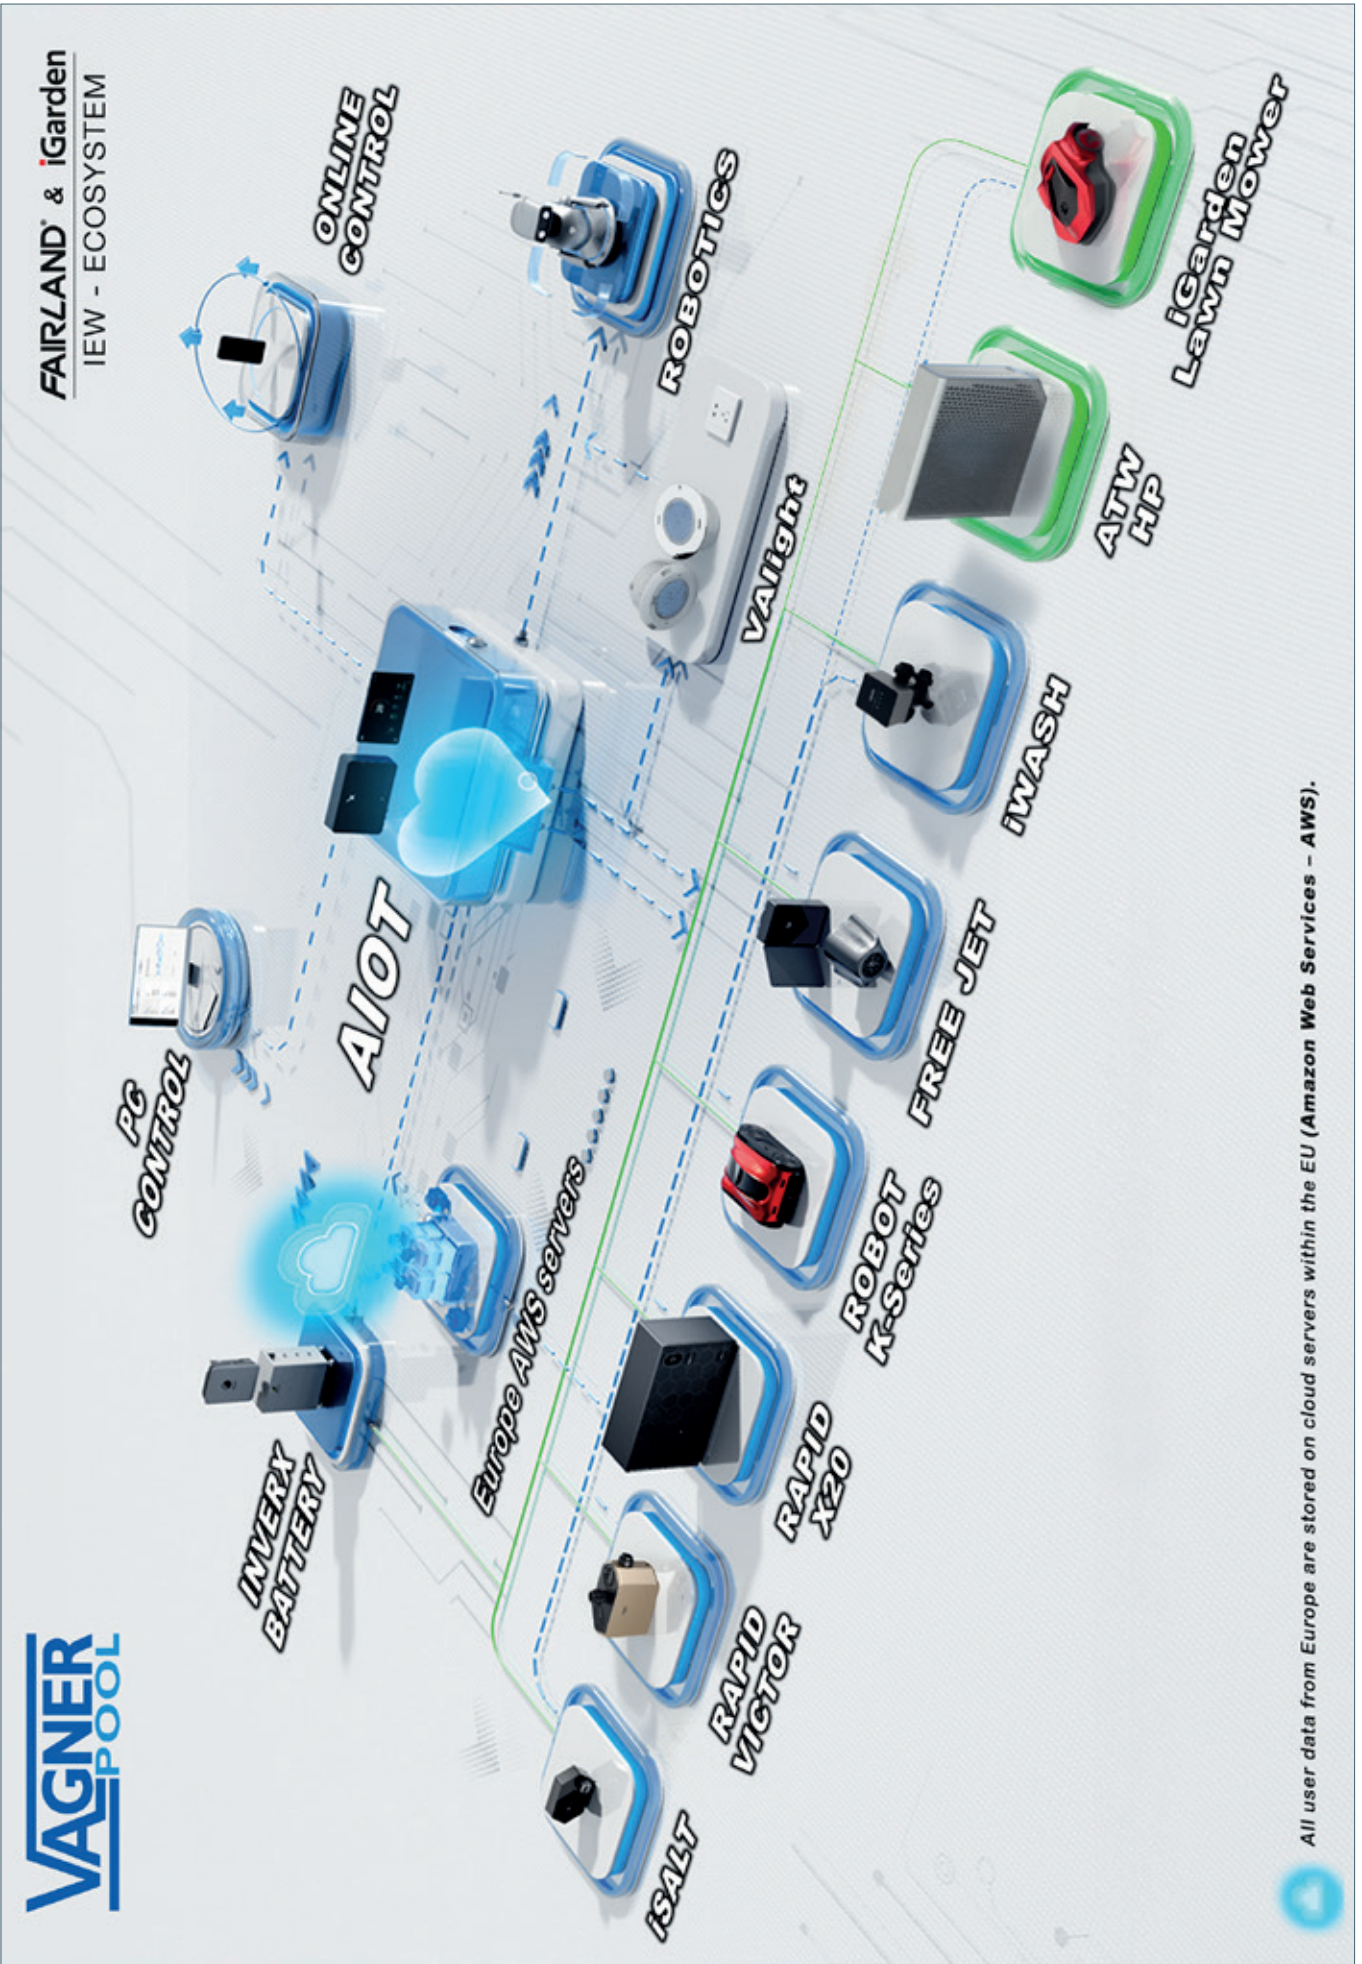 VAGNER
POOL
FAIRLAND® & iGarden
IEW - ECOSYSTEM
PC
CONTROL
ONLINE
CONTROL
INVERX
BATTERY
AIOT
ROBOTICS
Europe AWS servers
VAlight
iSALT
RAPID
VICTOR
RAPID
X20
ROBOT
K-Series
FREE JET
iWASH
ATW
HP
iGarden
Lawn Mower
All user data from Europe are stored on cloud servers within the EU (Amazon Web Services – AWS).